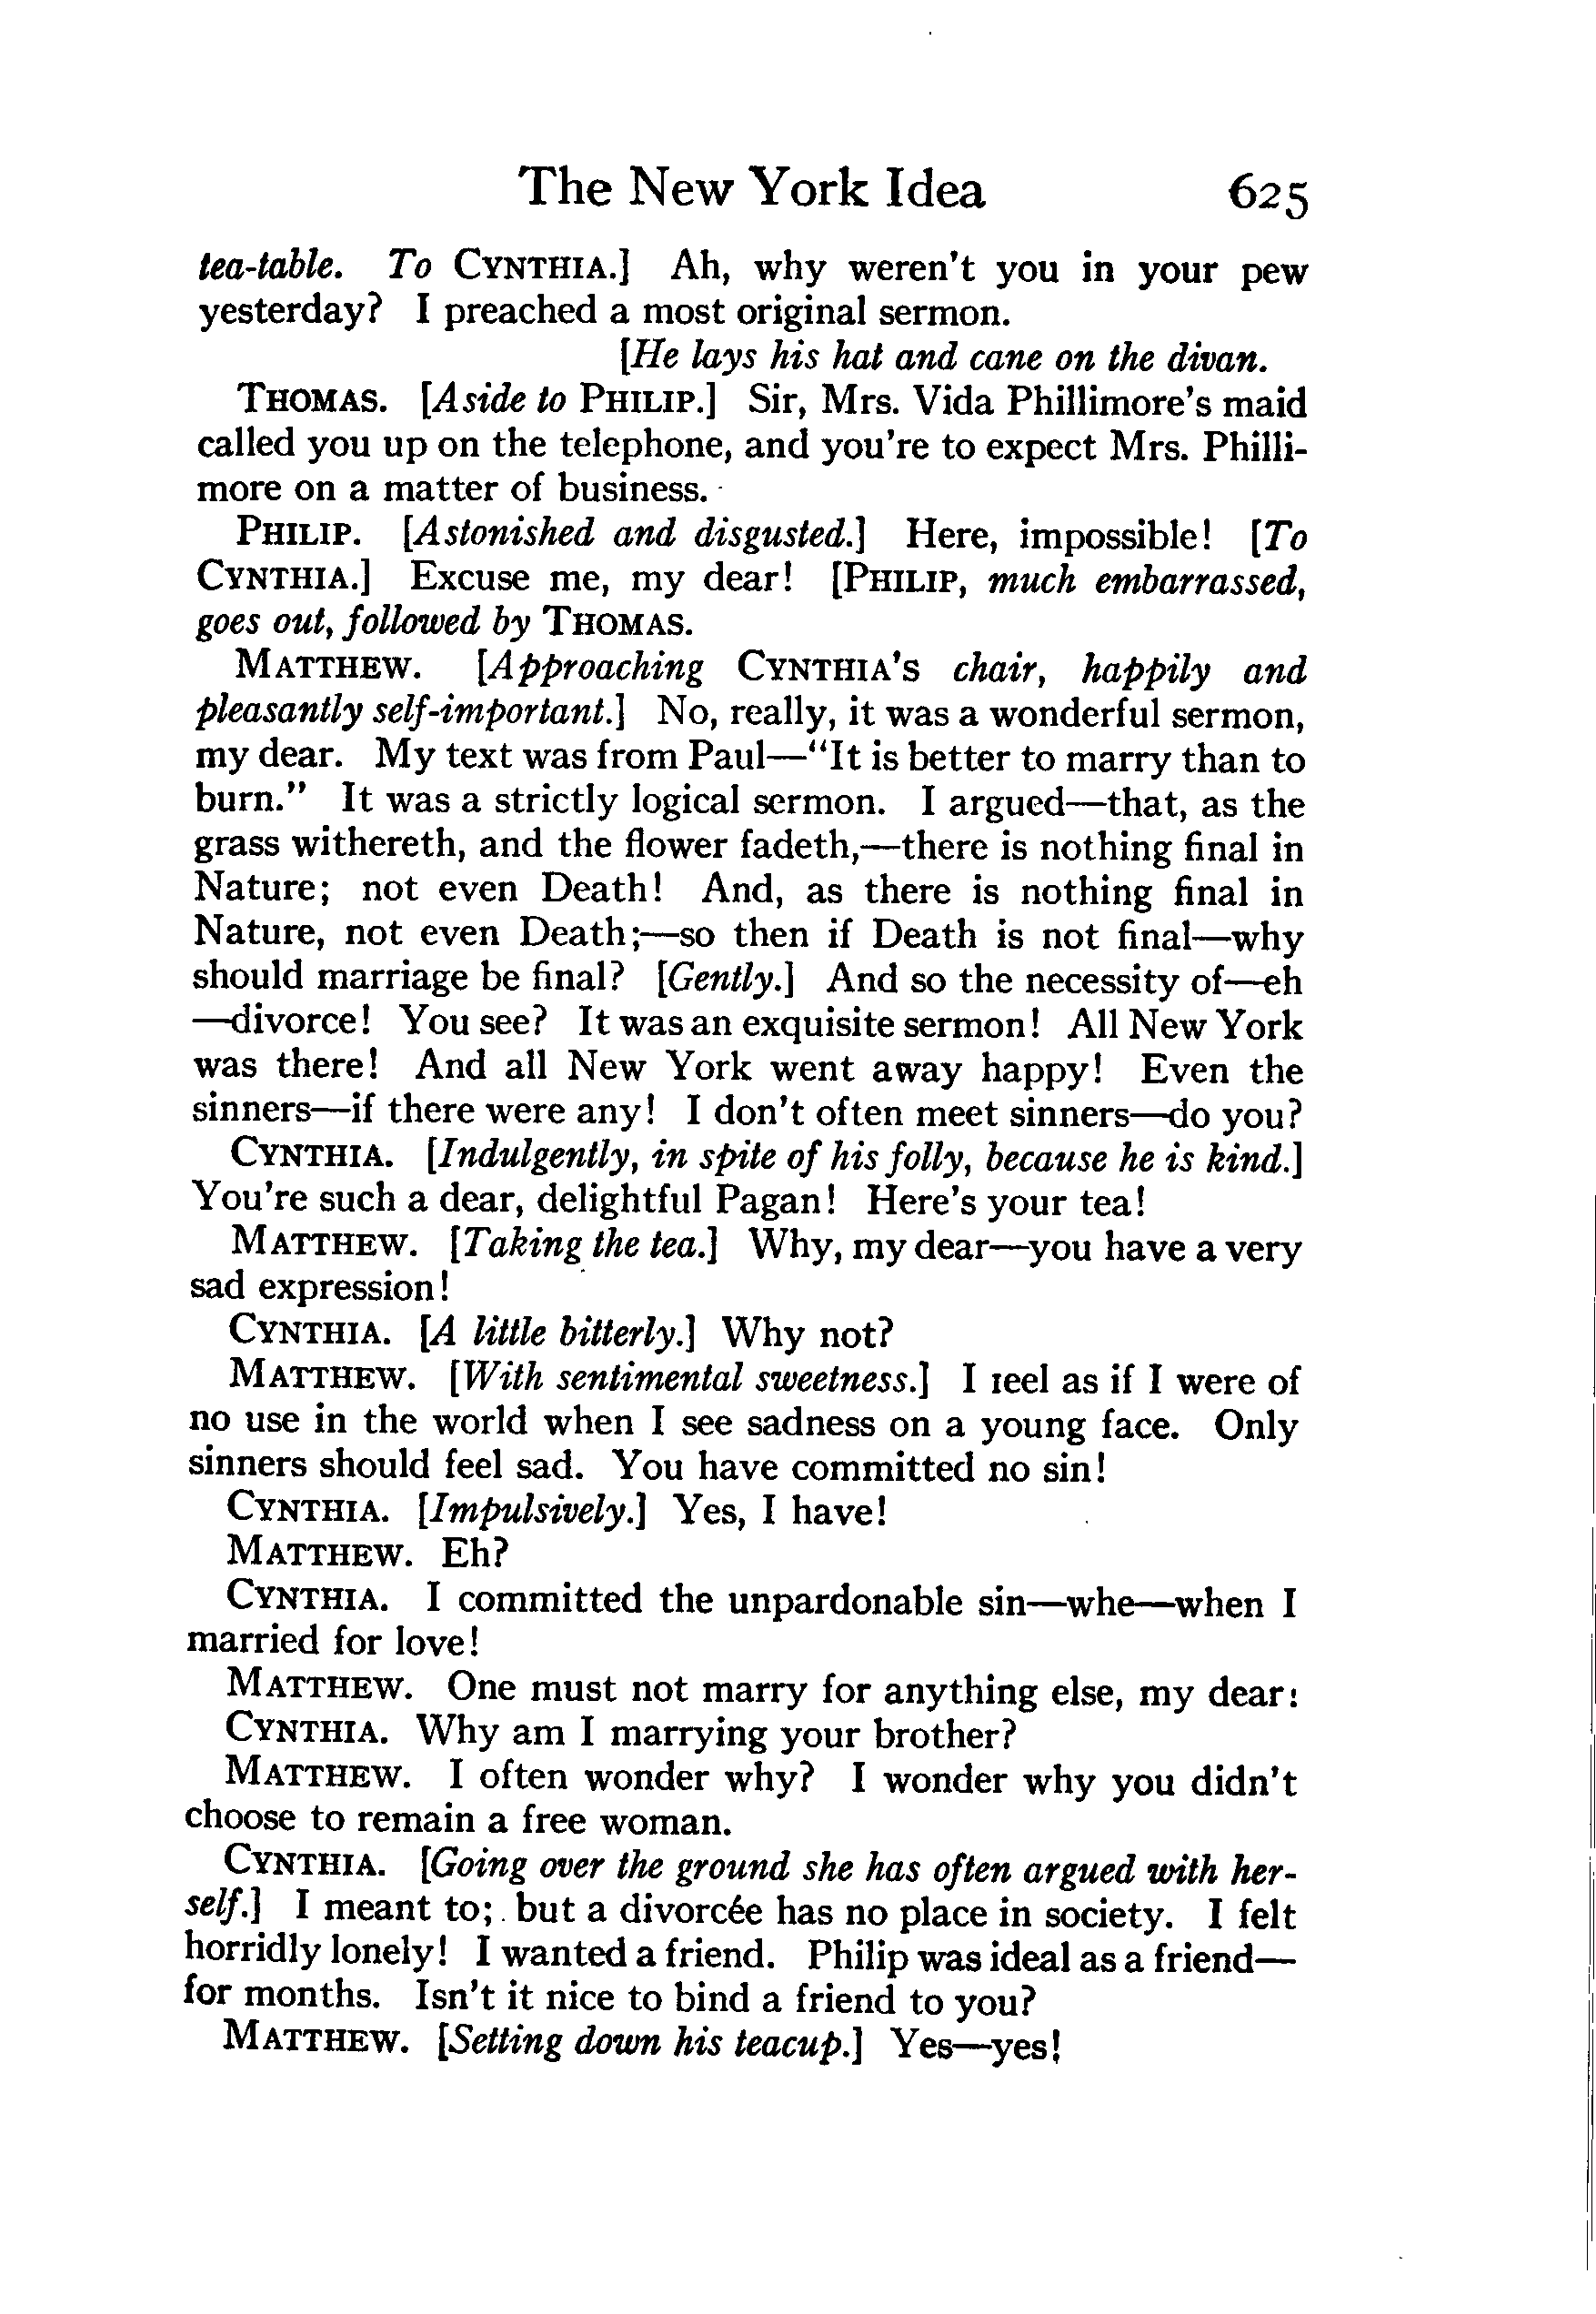 The New York Idea 625
tea-table. To CYNTHIA.] Ah, why weren't you in your pew
yesterday? I preached a most original sermon.
[He lays his hat and cane on the divan.
THOMAS. [Aside to PHILIP.] Sir, Mrs. Vida Phillimore's maid
called you up on the telephone, and you're to expect Mrs. Philli-
more on a matter of business.
PHILIP. [Astonished and disgusted.] Here, impossible! [To
CYNTHIA.] Excuse me, my dear! [PHILIP, much embarrassed,
goes out, followed by THOMAS.
MATTHEW. [Approaching CYNTHIA'S chair, happily and
pleasantly self-important.] No, really, it was a wonderful sermon,
my dear. My text was from Paul—"It is better to marry than to
burn." It was a strictly logical sermon. I argued—that, as the
grass withereth, and the flower fadeth,—there is nothing final in
Nature; not even Death! And, as there is nothing final in
Nature, not even Death;—so then if Death is not final—why
should marriage be final? [Gently.] And so the necessity of—eh
—divorce! You see? It was an exquisite sermon! All New York
was there! And all New York went away happy! Even the
sinners—if there were any! I don't often meet sinners—do you?
CYNTHIA. [Indulgently, in spite of his folly, because he is kind.]
You're such a dear, delightful Pagan! Here's your tea!
MATTHEW. [Taking the tea.] Why, my dear—you have a very
sad expression!
CYNTHIA. [A little bitterly.] Why not?
MATTHEW. [With sentimental sweetness.] I feel as if I were of
no use in the world when I see sadness on a young face. Only
sinners should feel sad. You have committed no sin!
CYNTHIA. [Impulsively.] Yes, I have!
MATTHEW. Eh?
CYNTHIA. I committed the unpardonable sin—whe—when I
married for love!
MATTHEW. One must not marry for anything else, my dear:
CYNTHIA. Why am I marrying your brother?
MATTHEW. I often wonder why? I wonder why you didn't
choose to remain a free woman.
CYNTHIA. [Going over the ground she has often argued with her-
self.] I meant to; but a divorcée has no place in society. I felt
horridly lonely! I wanted a friend. Philip was ideal as a friend—
for months. Isn't it nice to bind a friend to you?
MATTHEW. [Setting down his teacup.] Yes—yes!